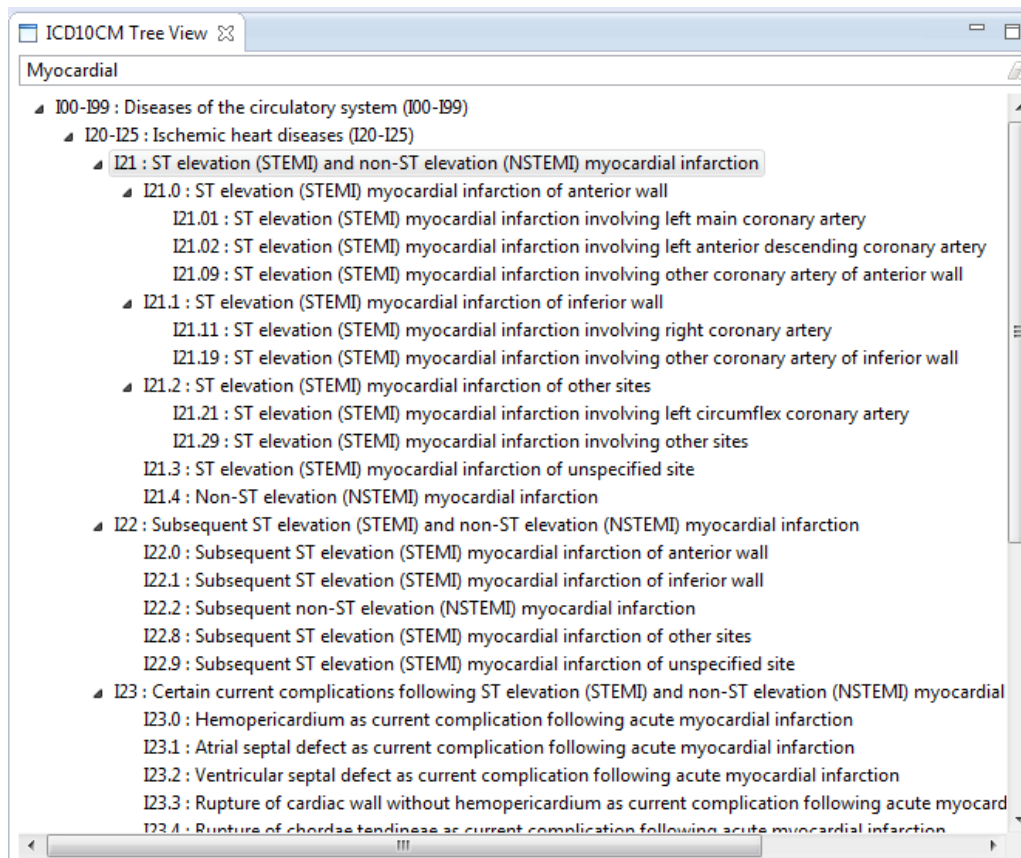 ICD10CM Tree View
Myocardial
I00-I99 : Diseases of the circulatory system (I00-I99)
I20-I25 : Ischemic heart diseases (I20-I25)
I21 : ST elevation (STEMI) and non-ST elevation (NSTEMI) myocardial infarction
I21.0 : ST elevation (STEMI) myocardial infarction of anterior wall
I21.01 : ST elevation (STEMI) myocardial infarction involving left main coronary artery
I21.02 : ST elevation (STEMI) myocardial infarction involving left anterior descending coronary artery
I21.09 : ST elevation (STEMI) myocardial infarction involving other coronary artery of anterior wall
I21.1 : ST elevation (STEMI) myocardial infarction of inferior wall
I21.11 : ST elevation (STEMI) myocardial infarction involving right coronary artery
I21.19 : ST elevation (STEMI) myocardial infarction involving other coronary artery of inferior wall
I21.2 : ST elevation (STEMI) myocardial infarction of other sites
I21.21 : ST elevation (STEMI) myocardial infarction involving left circumflex coronary artery
I21.29 : ST elevation (STEMI) myocardial infarction involving other sites
I21.3 : ST elevation (STEMI) myocardial infarction of unspecified site
I21.4 : Non-ST elevation (NSTEMI) myocardial infarction
I22 : Subsequent ST elevation (STEMI) and non-ST elevation (NSTEMI) myocardial infarction
I22.0 : Subsequent ST elevation (STEMI) myocardial infarction of anterior wall
I22.1 : Subsequent ST elevation (STEMI) myocardial infarction of inferior wall
I22.2 : Subsequent non-ST elevation (NSTEMI) myocardial infarction
I22.8 : Subsequent ST elevation (STEMI) myocardial infarction of other sites
I22.9 : Subsequent ST elevation (STEMI) myocardial infarction of unspecified site
I23 : Certain current complications following ST elevation (STEMI) and non-ST elevation (NSTEMI) myocardial
I23.0 : Hemopericardium as current complication following acute myocardial infarction
I23.1 : Atrial septal defect as current complication following acute myocardial infarction
I23.2 : Ventricular septal defect as current complication following acute myocardial infarction
I23.3 : Rupture of cardiac wall without hemopericardium as current complication following acute myocard
I23.4 : Rupture of chordae tendineae as current complication following acute myocardial infarction